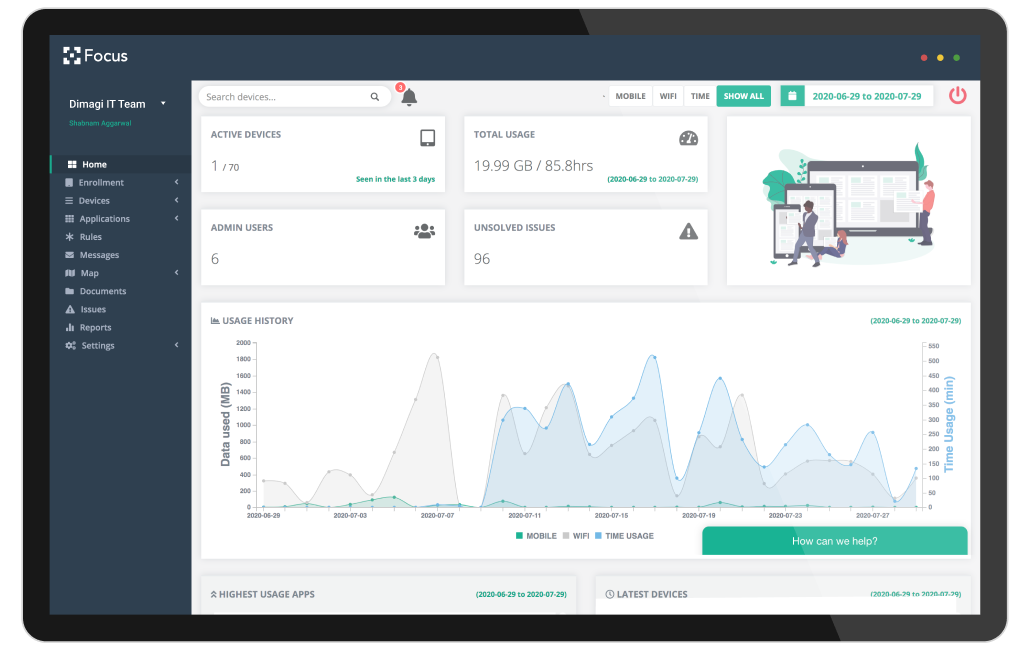 Focus
Dimagi IT Team
Shabnam Aggarwal
Home
Enrollment
Devices
Applications
Rules
Messages
Map
Documents
Issues
Reports
Settings
Search devices...
3
MOBILE WIFI TIME SHOW ALL
2020-06-29 to 2020-07-29
ACTIVE DEVICES
1 / 70
Seen in the last 3 days
TOTAL USAGE
19.99 GB / 85.8hrs
(2020-06-29 to 2020-07-29)
ADMIN USERS
6
UNSOLVED ISSUES
96
USAGE HISTORY
(2020-06-29 to 2020-07-29)
Data used (MB)
2000
1800
1600
1400
1200
1000
800
600
400
200
0
550
500
450
400
350
300
250
200
150
100
50
0
Time Usage (min)
2020-06-29 2020-07-03 2020-07-07 2020-07-11 2020-07-15 2020-07-19 2020-07-23 2020-07-27
MOBILE WIFI TIME USAGE
How can we help?
HIGHEST USAGE APPS
(2020-06-29 to 2020-07-29)
LATEST DEVICES
(2020-06-29 to 2020-07-29)